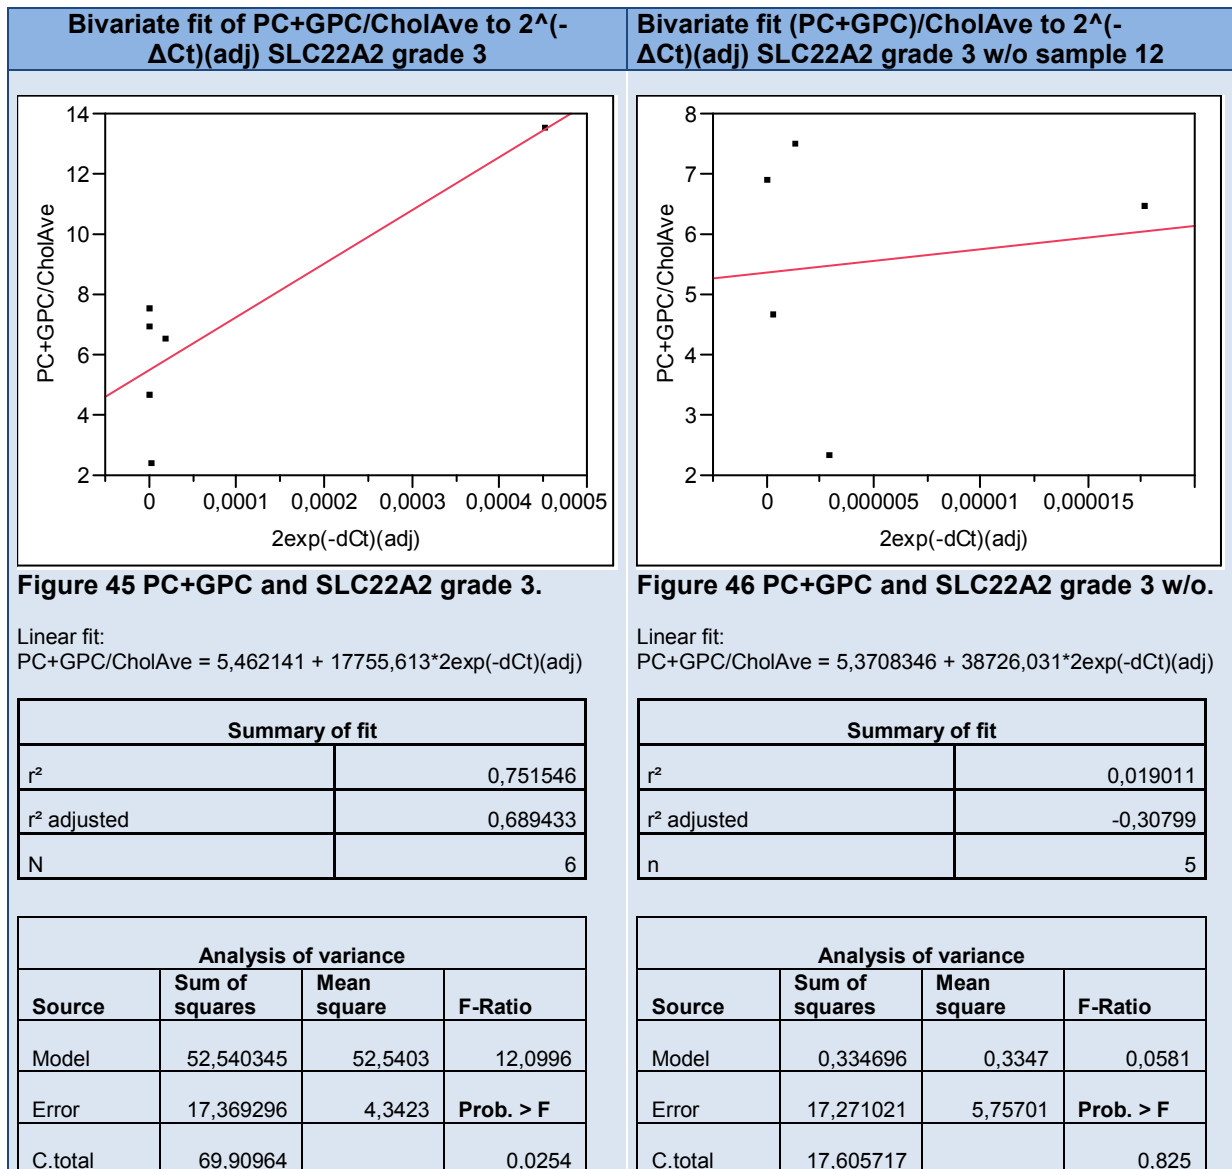 Bivariate fit of PC+GPC/CholAve to 2^(-
ΔCt)(adj) SLC22A2 grade 3
14
12
10
8
6
4
2
PC+GPC/CholAve
0 0,0001 0,0002 0,0003 0,0004 0,0005
2exp(-dCt)(adj)
Figure 45 PC+GPC and SLC22A2 grade 3.
Linear fit:
PC+GPC/CholAve = 5,462141 + 17755,613*2exp(-dCt)(adj)
Summary of fit
r² 0,751546
r² adjusted 0,689433
N 6
Analysis of variance
Source Sum of squares Mean square F-Ratio
Model 52,540345 52,5403 12,0996
Error 17,369296 4,3423 Prob. > F
C.total 69,90964 0,0254
Bivariate fit (PC+GPC)/CholAve to 2^(-
ΔCt)(adj) SLC22A2 grade 3 w/o sample 12
8
7
6
5
4
3
2
PC+GPC/CholAve
0 0,000005 0,00001 0,000015
2exp(-dCt)(adj)
Figure 46 PC+GPC and SLC22A2 grade 3 w/o.
Linear fit:
PC+GPC/CholAve = 5,3708346 + 38726,031*2exp(-dCt)(adj)
Summary of fit
r² 0,019011
r² adjusted -0,30799
n 5
Analysis of variance
Source Sum of squares Mean square F-Ratio
Model 0,334696 0,3347 0,0581
Error 17,271021 5,75701 Prob. > F
C.total 17,605717 0,825